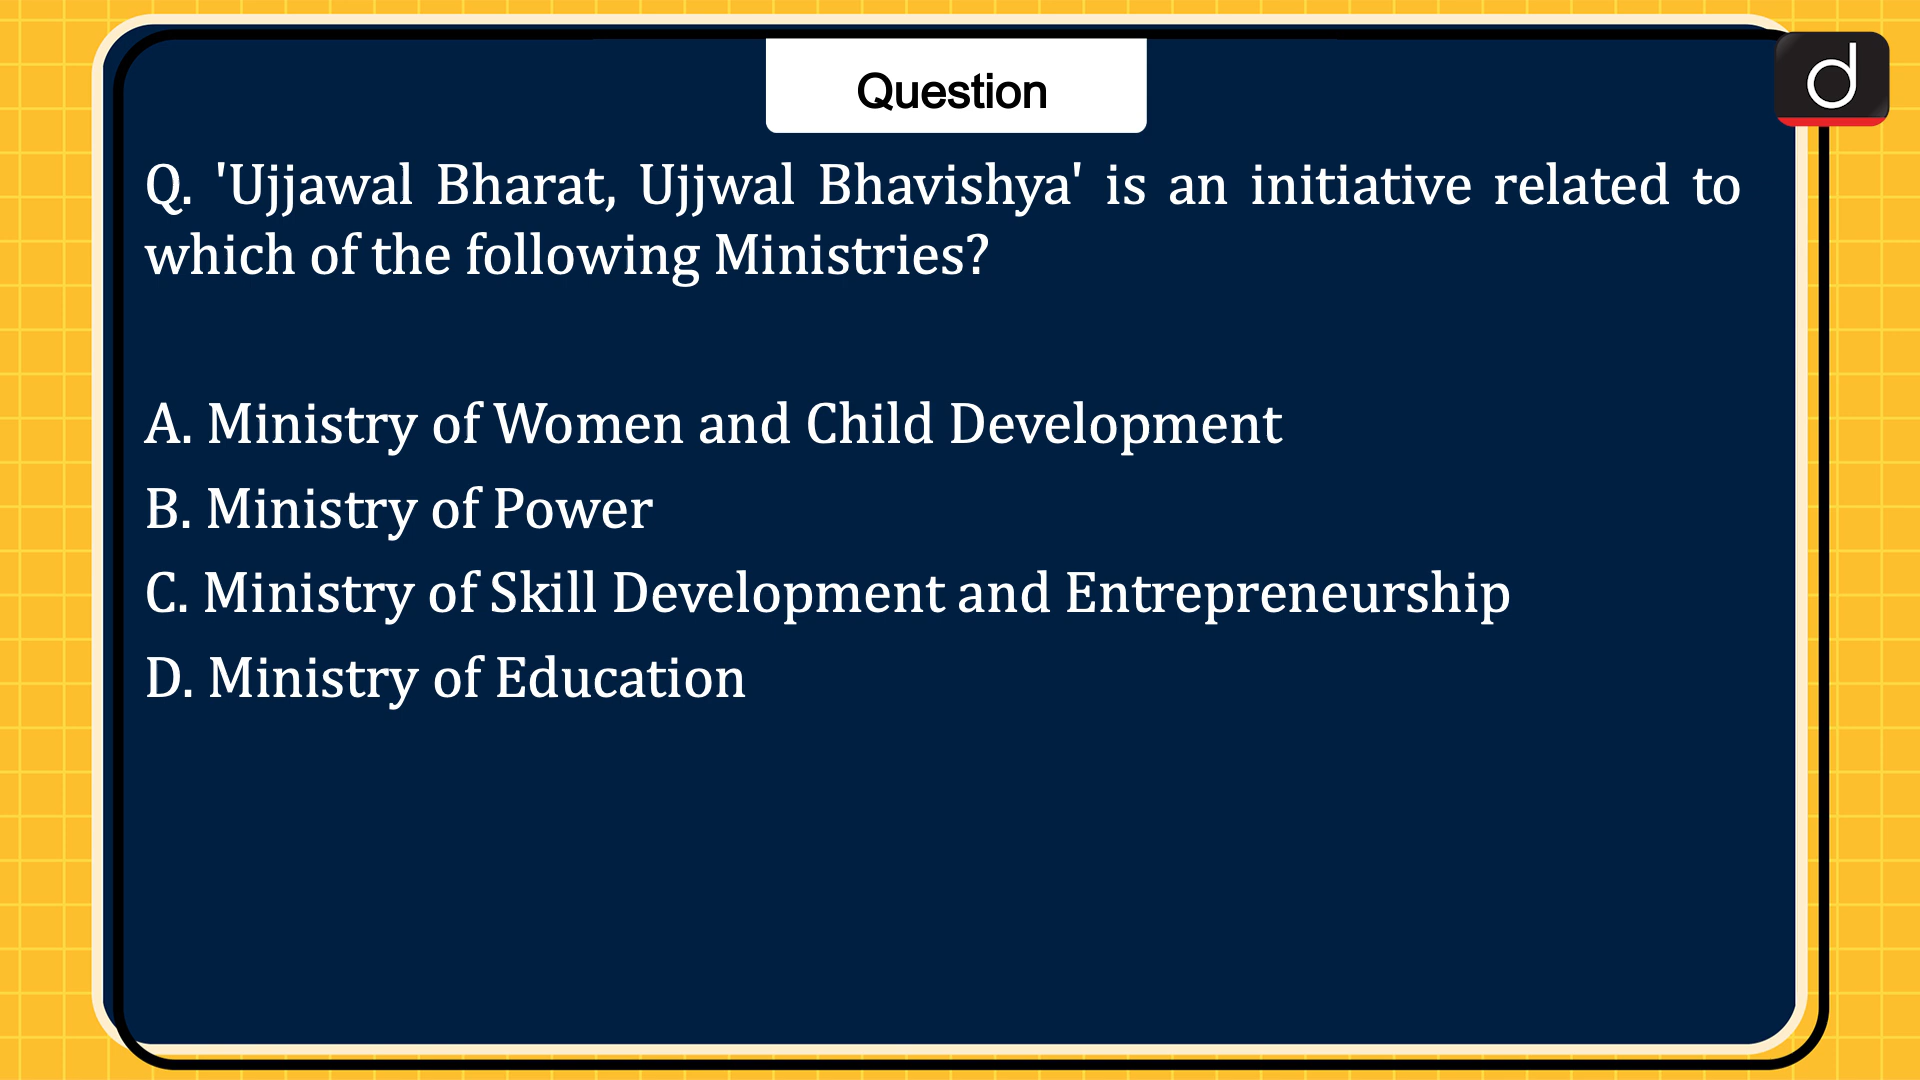 Question
d
Q. 'Ujjawal Bharat, Ujjwal Bhavishya' is an initiative related to
which of the following Ministries?
A. Ministry of Women and Child Development
B. Ministry of Power
C. Ministry of Skill Development and Entrepreneurship
D. Ministry of Education